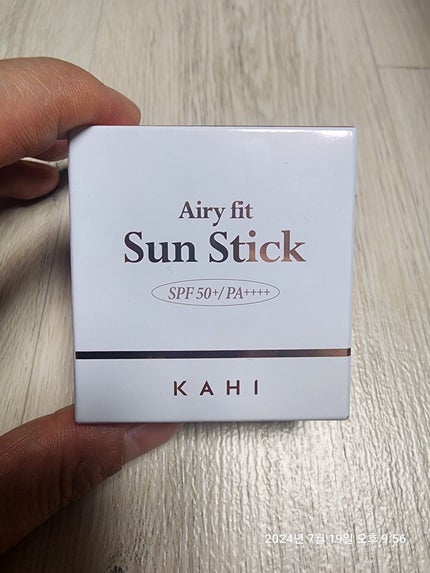 Airy fit
Sun Stick
SPF 50+/ PA++++
KAHI
2024년 7월 19일 오후 9:56